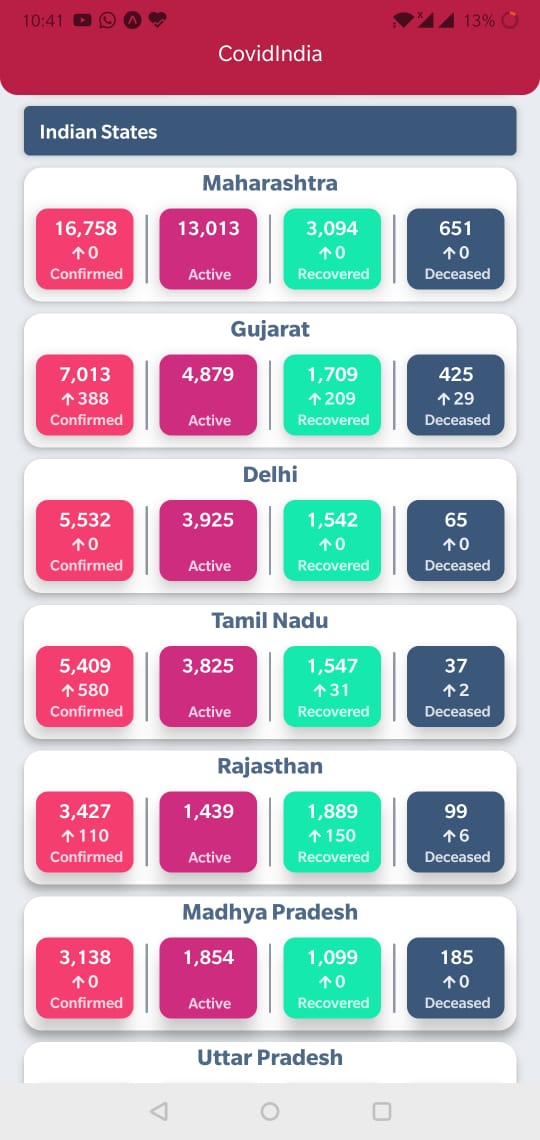 10:41 13%
CovidIndia
Indian States
Maharashtra
16,758 13,013 3,094 651
↑0 ↑0 ↑0
Confirmed Active Recovered Deceased
Gujarat
7,013 4,879 1,709 425
↑388 ↑209 ↑29
Confirmed Active Recovered Deceased
Delhi
5,532 3,925 1,542 65
↑0 ↑0 ↑0
Confirmed Active Recovered Deceased
Tamil Nadu
5,409 3,825 1,547 37
↑580 ↑31 ↑2
Confirmed Active Recovered Deceased
Rajasthan
3,427 1,439 1,889 99
↑110 ↑150 ↑6
Confirmed Active Recovered Deceased
Madhya Pradesh
3,138 1,854 1,099 185
↑0 ↑0 ↑0
Confirmed Active Recovered Deceased
Uttar Pradesh